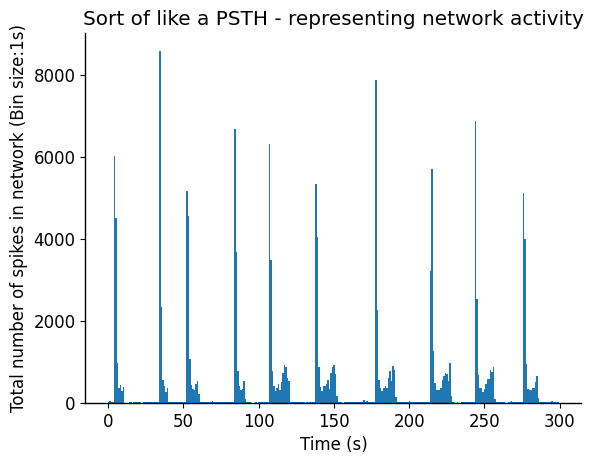 Sort of like a PSTH - representing network activity
Total number of spikes in network (Bin size:1s)
8000
6000
4000
2000
0
0 50 100 150 200 250 300
Time (s)